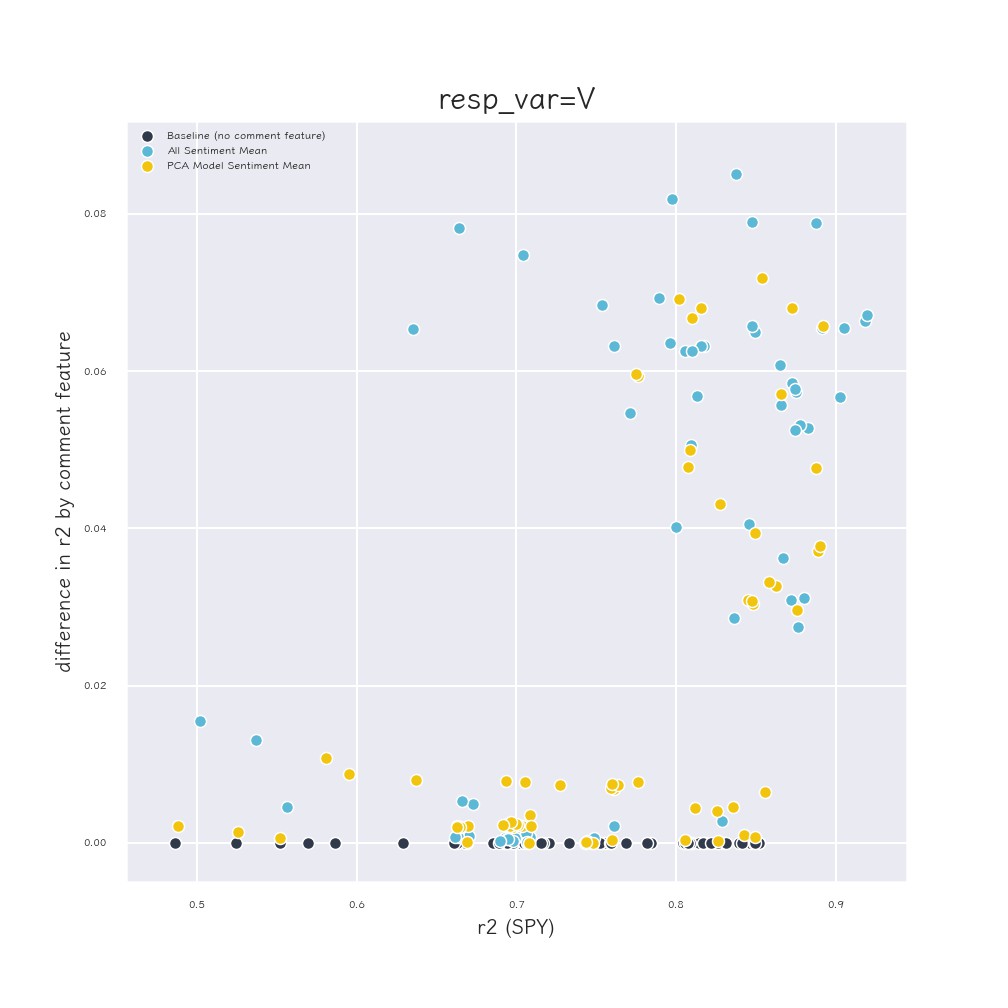 resp_var=V
Baseline (no comment feature)
All Sentiment Mean
PCA Model Sentiment Mean
0.08
0.06
0.04
0.02
0.00
difference in r2 by comment feature
0.5 0.6 0.7 0.8 0.9
r2 (SPY)